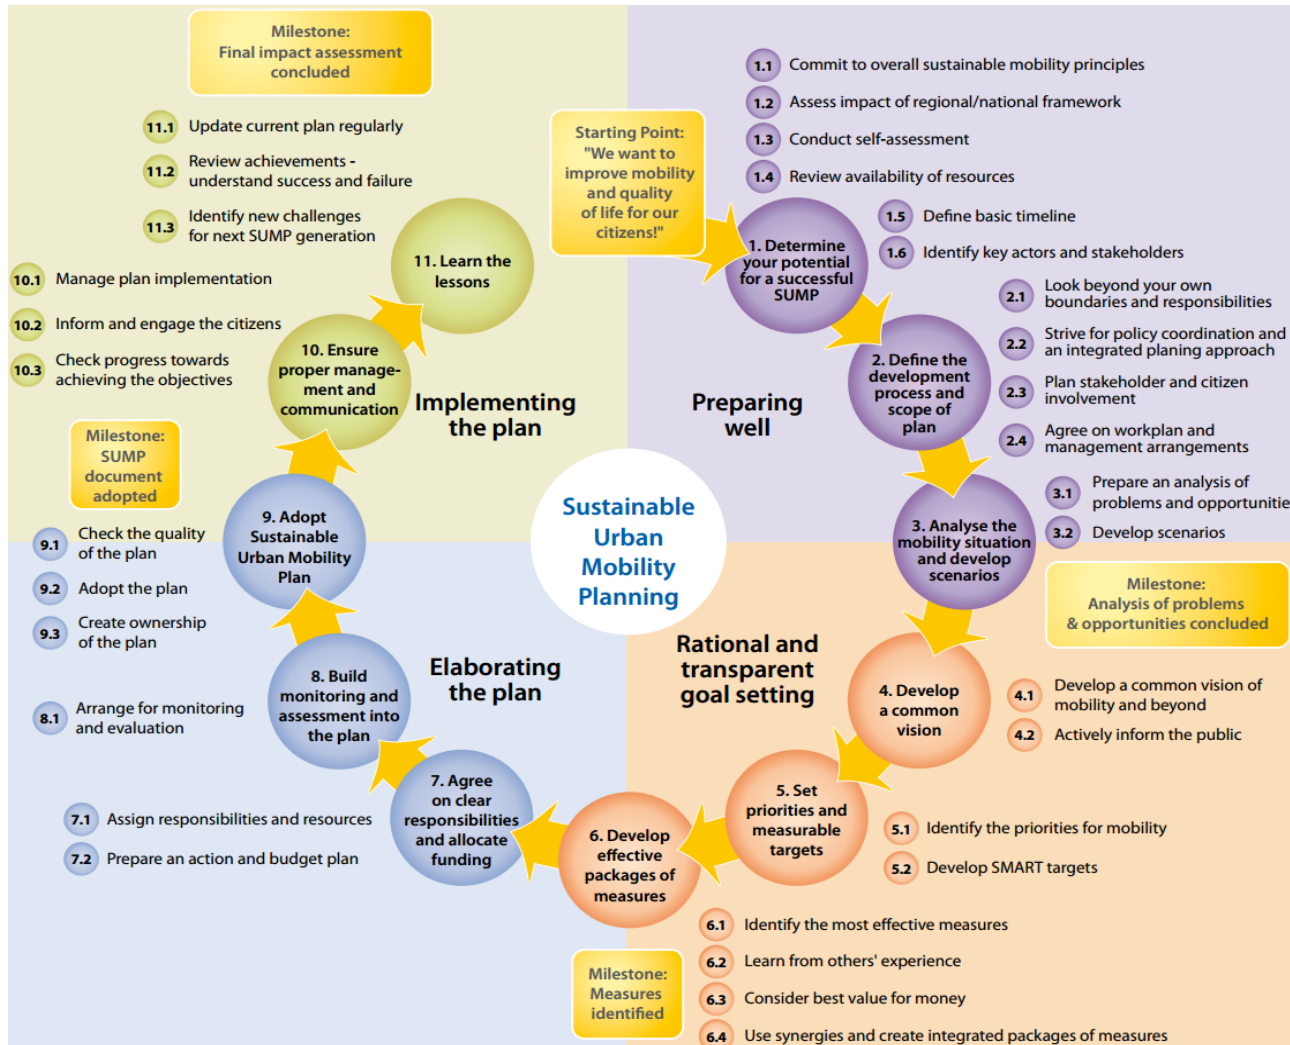 Milestone:
Final impact assessment
concluded
11.1 Update current plan regularly
11.2 Review achievements -
understand success and failure
11.3 Identify new challenges
for next SUMP generation
11. Learn the
lessons
10.1 Manage plan implementation
10.2 Inform and engage the citizens
10.3 Check progress towards
achieving the objectives
10. Ensure
proper manage-
ment and
communication
Implementing
the plan
Starting Point:
"We want to
improve mobility
and quality
of life for our
citizens!"
1.1 Commit to overall sustainable mobility principles
1.2 Assess impact of regional/national framework
1.3 Conduct self-assessment
1.4 Review availability of resources
1.5 Define basic timeline
1.6 Identify key actors and stakeholders
1. Determine
your potential
for a successful
SUMP
2.1 Look beyond your own
boundaries and responsibilities
2.2 Strive for policy coordination and
an integrated planing approach
2.3 Plan stakeholder and citizen
involvement
2.4 Agree on workplan and
management arrangements
2. Define the
development
process and
scope of
plan
Preparing
well
3.1 Prepare an analysis of
problems and opportunitie
3.2 Develop scenarios
3. Analyse the
mobility situation
and develop
scenarios
Milestone:
Analysis of problems
& opportunities concluded
Sustainable
Urban
Mobility
Planning
Milestone:
SUMP
document
adopted
9.1 Check the quality
of the plan
9.2 Adopt the plan
9.3 Create ownership
of the plan
9. Adopt
Sustainable
Urban Mobility
Plan
Rational and
transparent
goal setting
4. Develop
a common
vision
4.1 Develop a common vision of
mobility and beyond
4.2 Actively inform the public
Elaborating
the plan
8. Build
monitoring and
assessment into
the plan
8.1 Arrange for monitoring
and evaluation
7. Agree
on clear
responsibilities
and allocate
funding
7.1 Assign responsibilities and resources
7.2 Prepare an action and budget plan
5. Set
priorities and
measurable
targets
5.1 Identify the priorities for mobility
5.2 Develop SMART targets
6. Develop
effective
packages of
measures
6.1 Identify the most effective measures
6.2 Learn from others' experience
6.3 Consider best value for money
6.4 Use synergies and create integrated packages of measures
Milestone:
Measures
identified